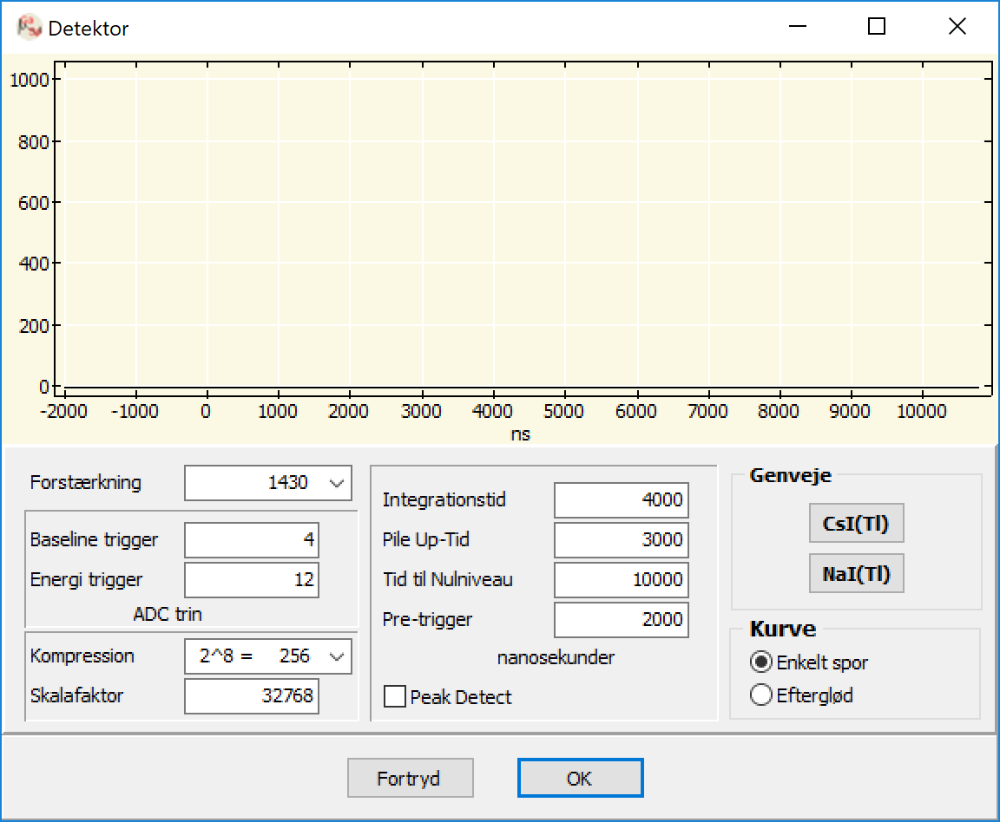 Detektor
1000
800
600
400
200
0
-2000 -1000 0 1000 2000 3000 4000 5000 6000 7000 8000 9000 10000
ns
Forstærkning 1430
Baseline trigger 4
Energi trigger 12
ADC trin
Kompression 2^8 = 256
Skalafaktor 32768
Integrationstid 4000
Pile Up-Tid 3000
Tid til Nulniveau 10000
Pre-trigger 2000
nanosekunder
Peak Detect
Genveje
CsI(Tl)
NaI(Tl)
Kurve
Enkelt spor
Efterglød
Fortryd OK